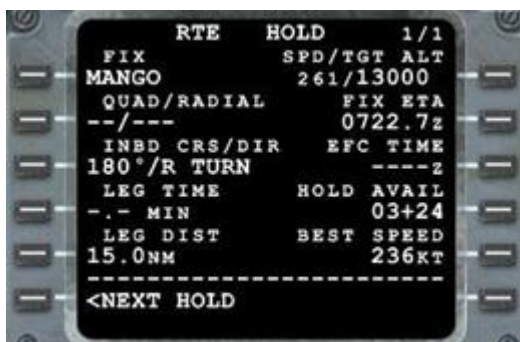 RTE HOLD 1/1
FIX SPD/TGT ALT
MANGO 261/13000
QUAD/RADIAL FIX ETA
--/--- 0722.7z
INBD CRS/DIR EFC TIME
180°/R TURN ----z
LEG TIME HOLD AVAIL
-.- MIN 03+24
LEG DIST BEST SPEED
15.0NM 236KT
------------------------
<NEXT HOLD